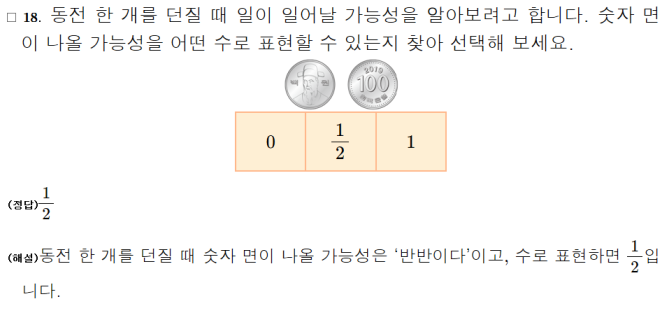 □ 18. 동전 한 개를 던질 때 일이 일어날 가능성을 알아보려고 합니다. 숫자 면
이 나올 가능성을 어떤 수로 표현할 수 있는지 찾아 선택해 보세요.
백 원 2019 100
0 1/2 1
(정답) 1/2
(해설)동전 한 개를 던질 때 숫자 면이 나올 가능성은 ‘반반이다’이고, 수로 표현하면 1/2입
니다.